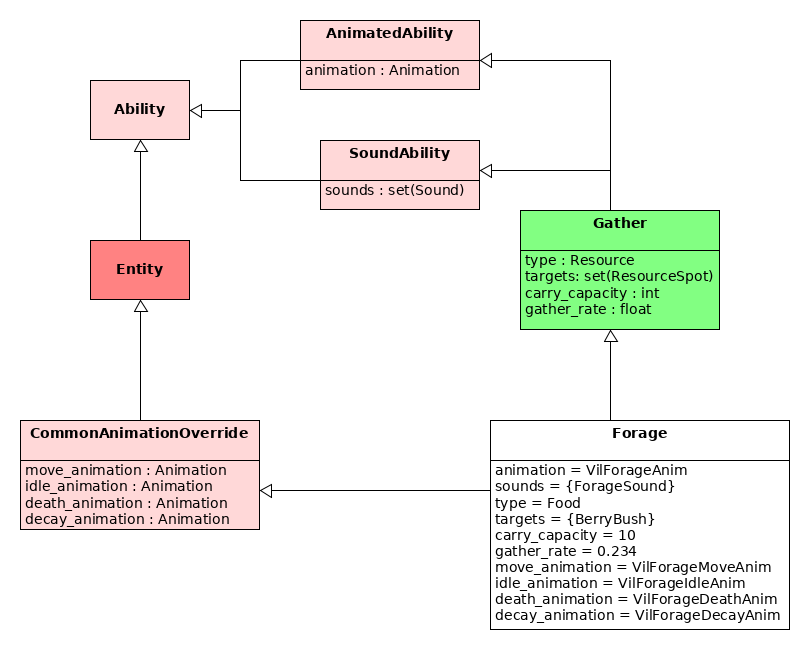 AnimatedAbility
animation : Animation
Ability
SoundAbility
sounds : set(Sound)
Gather
type : Resource
targets: set(ResourceSpot)
carry_capacity : int
gather_rate : float
Entity
CommonAnimationOverride
move_animation : Animation
idle_animation : Animation
death_animation : Animation
decay_animation : Animation
Forage
animation = VilForageAnim
sounds = {ForageSound}
type = Food
targets = {BerryBush}
carry_capacity = 10
gather_rate = 0.234
move_animation = VilForageMoveAnim
idle_animation = VilForageIdleAnim
death_animation = VilForageDeathAnim
decay_animation = VilForageDecayAnim